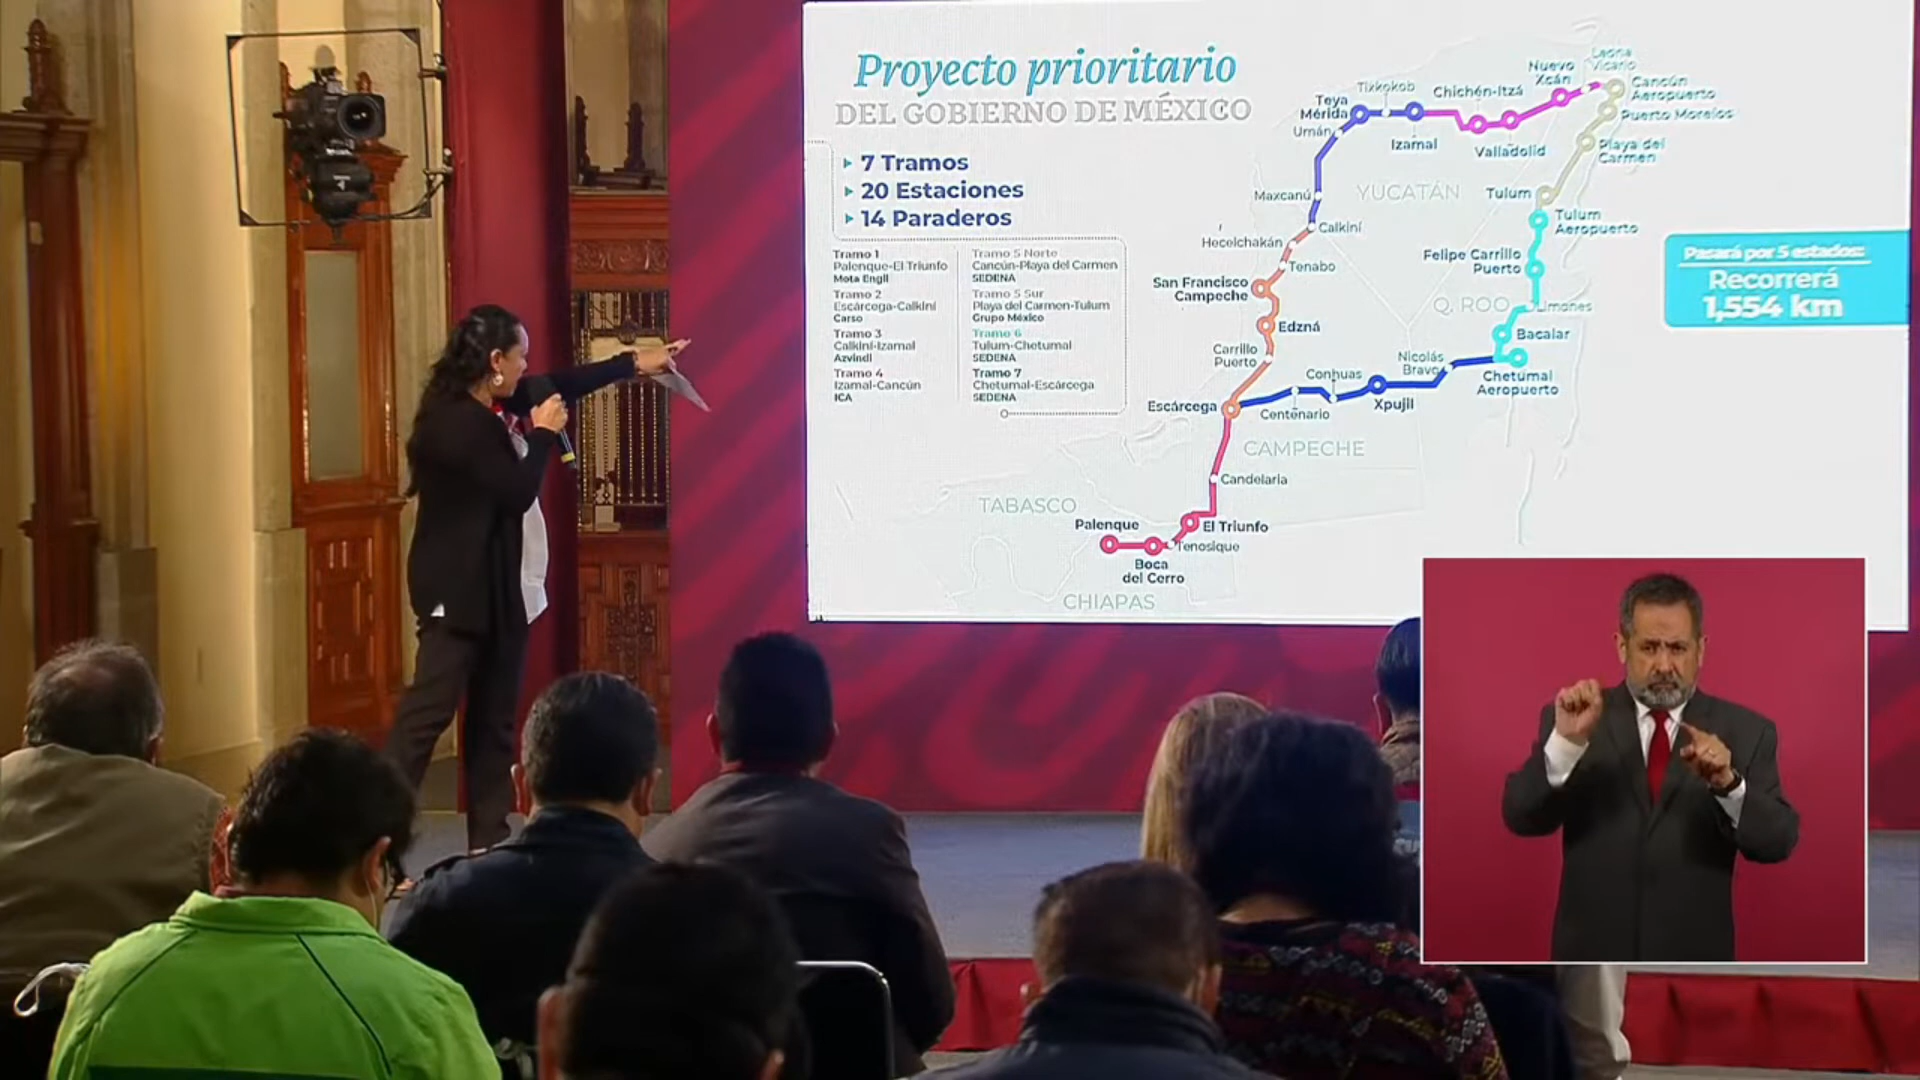 Proyecto prioritario
DEL GOBIERNO DE MÉXICO
7 Tramos
20 Estaciones
14 Paraderos
Tramo 1
Palenque-El Triunfo
Mota Engil
Tramo 2
Escárcega-Calkiní
Carso
Tramo 3
Calkiní-Izamal
Azvindi
Tramo 4
Izamal-Cancún
ICA
Tramo 5 Norte
Cancún-Playa del Carmen
SEDENA
Tramo 5 Sur
Playa del Carmen-Tulum
Grupo México
Tramo 6
Tulum-Chetumal
SEDENA
Tramo 7
Chetumal-Escárcega
SEDENA
Leona
Vicario
Nuevo
Xcán
Cancún
Aeropuerto
Puerto Morelos
Playa del
Carmen
Tixkokob
Chichén-Itzá
Teya
Mérida
Umán
Izamal
Valladolid
Maxcanú
YUCATÁN
Tulum
Tulum
Aeropuerto
Calkiní
Hecelchakán
Tenabo
Felipe Carrillo
Puerto
San Francisco
Campeche
Q. ROO
Limones
Edzná
Bacalar
Carrillo
Puerto
Nicolás
Bravo
Conhuas
Chetumal
Aeropuerto
Escárcega
Centenario
Xpujil
CAMPECHE
Candelaria
TABASCO
Palenque
El Triunfo
Tenosique
Boca
del Cerro
CHIAPAS
Pasará por 5 estados:
Recorrerá
1,554 km